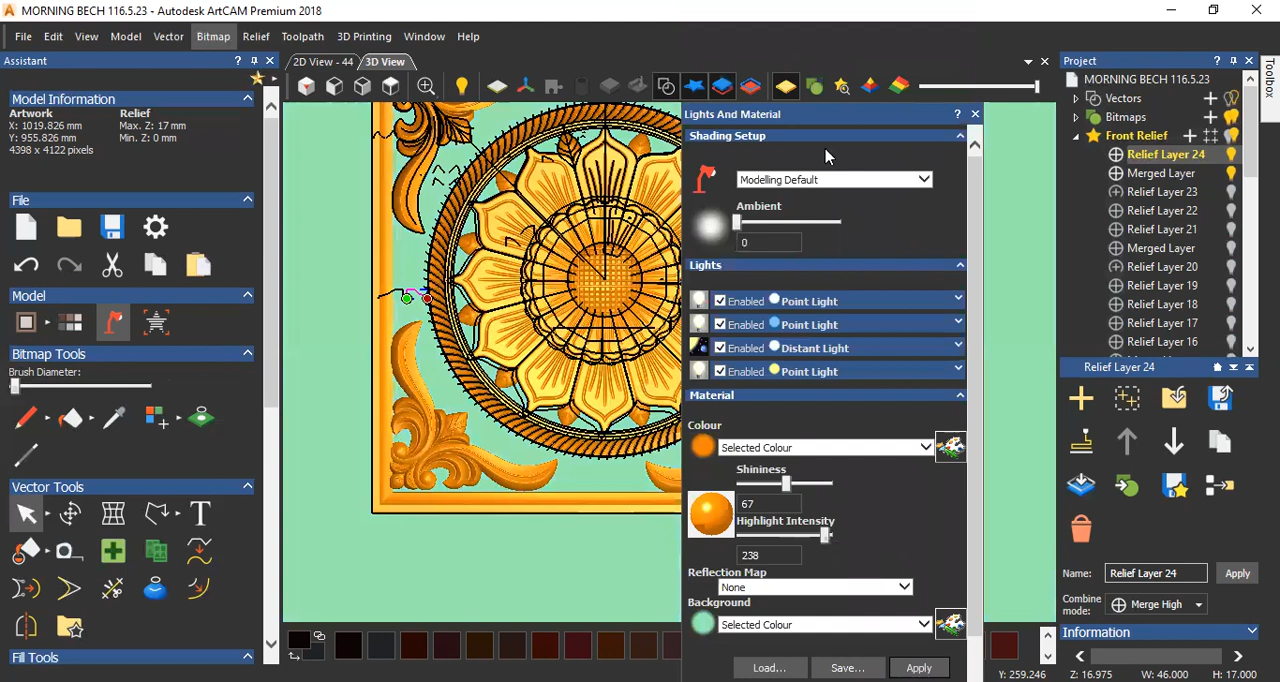 MORNING BECH 116.5.23 - Autodesk ArtCAM Premium 2018
File Edit View Model Vector Bitmap Relief Toolpath 3D Printing Window Help
Assistant
Model Information
Artwork
X: 1019.826 mm
Y: 955.826 mm
4398 x 4122 pixels
Relief
Max. Z: 17 mm
Min. Z: 0 mm
File
Model
Bitmap Tools
Brush Diameter:
Vector Tools
Fill Tools
2D View - 44
3D View
Lights And Material
Shading Setup
Modelling Default
Ambient
0
Lights
Enabled Point Light
Enabled Point Light
Enabled Distant Light
Enabled Point Light
Material
Colour
Selected Colour
Shininess
67
Highlight Intensity
238
Reflection Map
None
Background
Selected Colour
Load... Save... Apply
Project
MORNING BECH 116.5.23
Vectors
Bitmaps
Front Relief
Relief Layer 24
Merged Layer
Relief Layer 23
Relief Layer 22
Relief Layer 21
Merged Layer
Relief Layer 20
Relief Layer 19
Relief Layer 18
Relief Layer 17
Relief Layer 16
Relief Layer 24
Name: Relief Layer 24 Apply
Combine mode: Merge High
Information
Toolbox
Y: 259.246 Z: 16.975 W: 46.000 H: 17.000